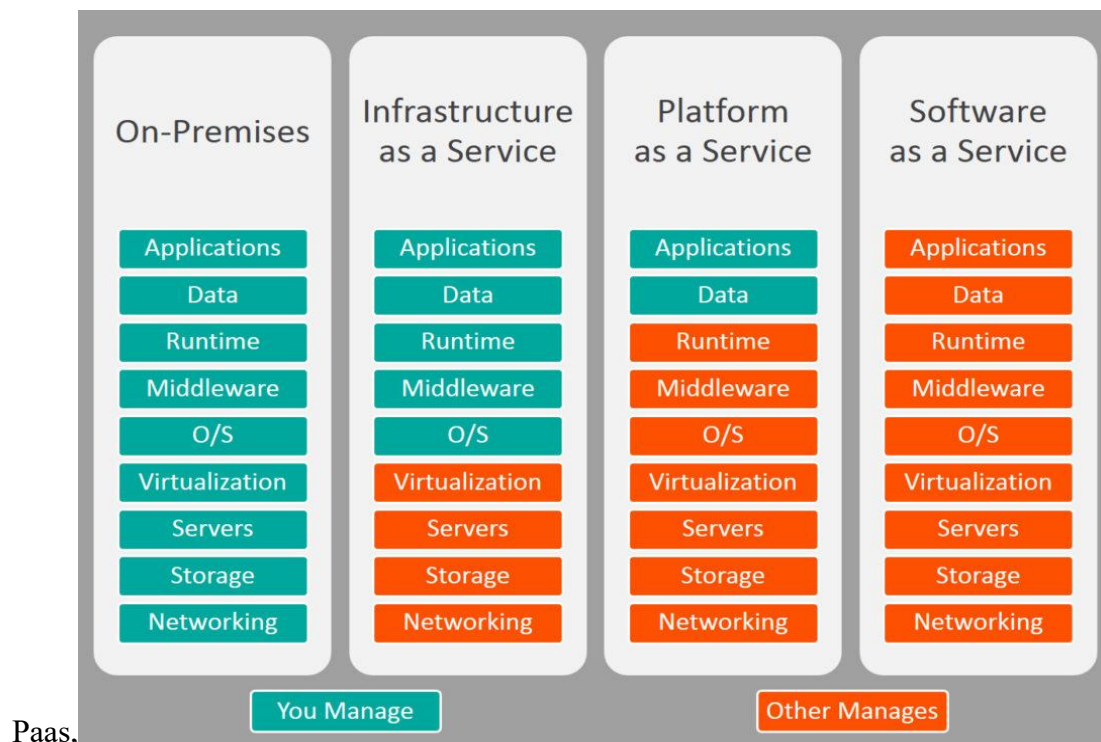 On-Premises
Applications
Data
Runtime
Middleware
O/S
Virtualization
Servers
Storage
Networking
Infrastructure
as a Service
Applications
Data
Runtime
Middleware
O/S
Virtualization
Servers
Storage
Networking
Platform
as a Service
Applications
Data
Runtime
Middleware
O/S
Virtualization
Servers
Storage
Networking
Software
as a Service
Applications
Data
Runtime
Middleware
O/S
Virtualization
Servers
Storage
Networking
You Manage
Other Manages
Paas,